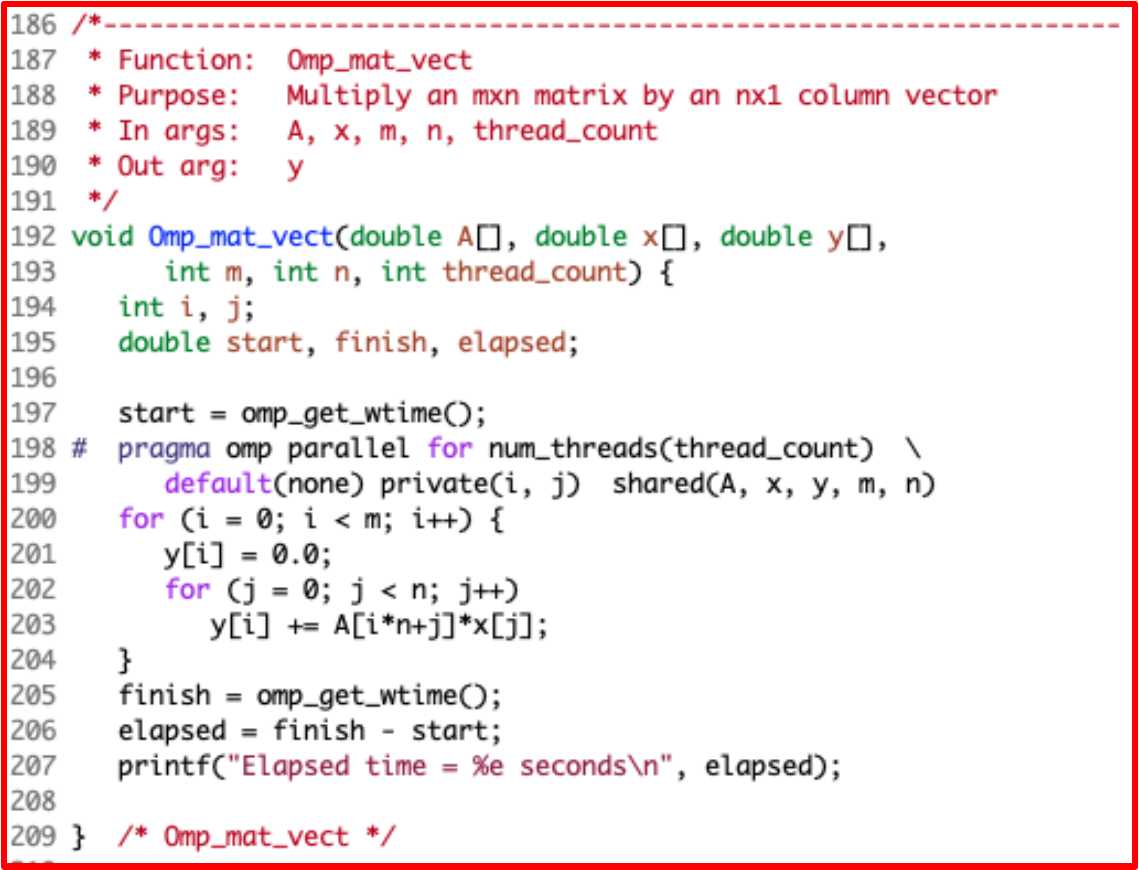 186 /*------------------------------------------------------------------
187  * Function:  Omp_mat_vect
188  * Purpose:   Multiply an mxn matrix by an nx1 column vector
189  * In args:   A, x, m, n, thread_count
190  * Out arg:   y
191  */
192 void Omp_mat_vect(double A[], double x[], double y[],
193       int m, int n, int thread_count) {
194    int i, j;
195    double start, finish, elapsed;
196
197    start = omp_get_wtime();
198 #  pragma omp parallel for num_threads(thread_count)  \
199       default(none) private(i, j)  shared(A, x, y, m, n)
200    for (i = 0; i < m; i++) {
201       y[i] = 0.0;
202       for (j = 0; j < n; j++)
203          y[i] += A[i*n+j]*x[j];
204    }
205    finish = omp_get_wtime();
206    elapsed = finish - start;
207    printf("Elapsed time = %e seconds\n", elapsed);
208
209 }  /* Omp_mat_vect */